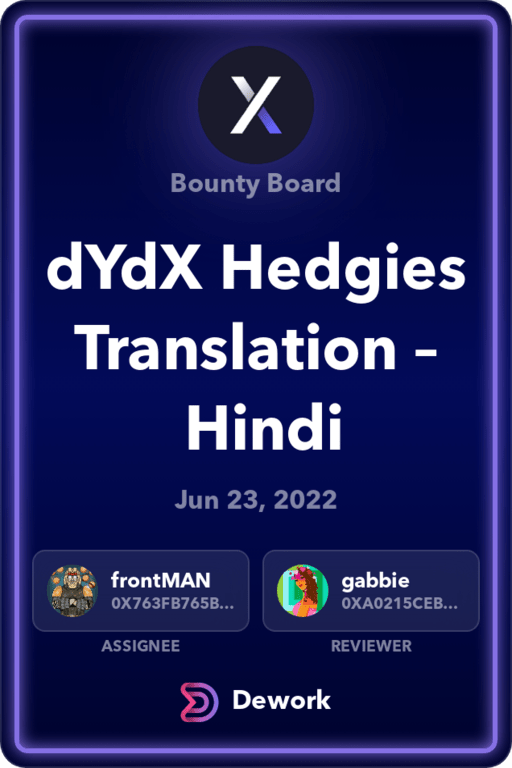 Bounty Board
dYdX Hedgies
Translation –
Hindi
Jun 23, 2022
frontMAN
0X763FB765B...
gabbie
0XA0215CEB...
ASSIGNEE
REVIEWER
Dework